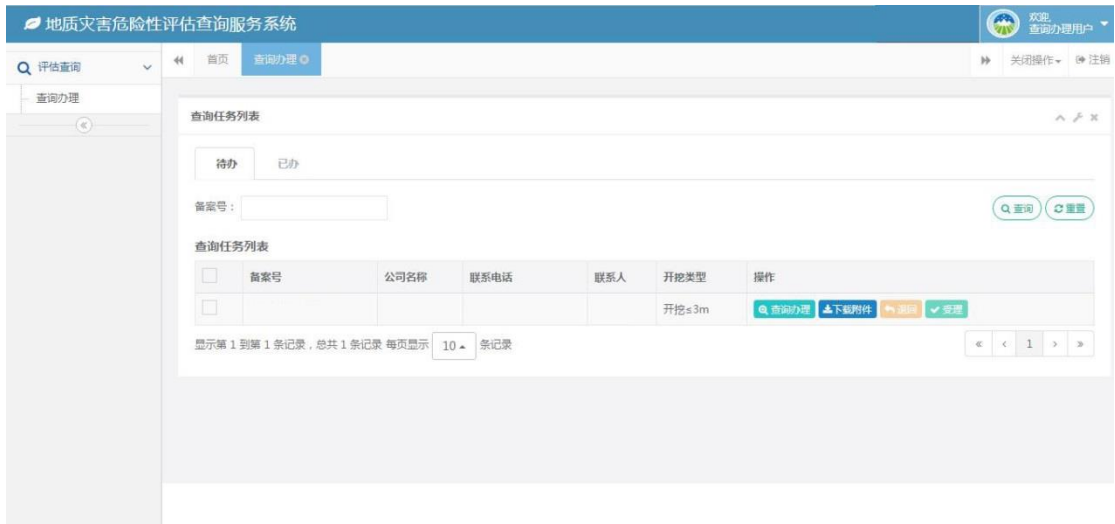 地质灾害危险性评估查询服务系统
欢迎,
查询办理用户
评估查询
首页
查询办理
关闭操作
注销
查询办理
查询任务列表
待办
已办
备案号：
查询
重置
查询任务列表
备案号 公司名称 联系电话 联系人 开挖类型 操作
开挖≤3m 查询办理 下载附件 退回 受理
显示第 1 到第 1 条记录，总共 1 条记录 每页显示 10 条记录
« ‹ 1 › »